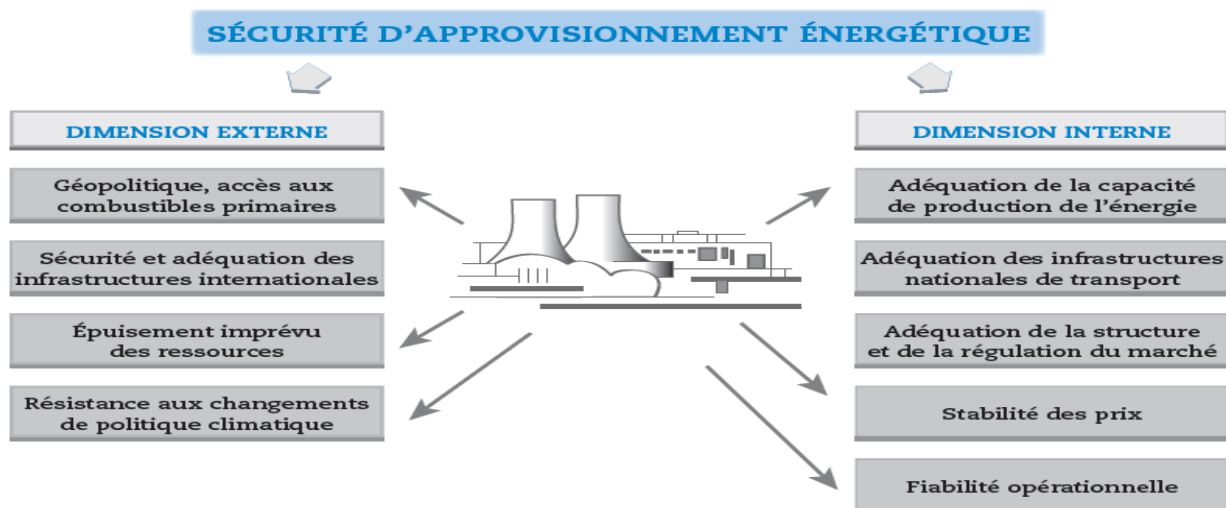 SÉCURITÉ D’APPROVISIONNEMENT ÉNERGÉTIQUE
DIMENSION EXTERNE
Géopolitique, accès aux
combustibles primaires
Sécurité et adéquation des
infrastructures internationales
Épuisement imprévu
des ressources
Résistance aux changements
de politique climatique
DIMENSION INTERNE
Adéquation de la capacité
de production de l’énergie
Adéquation des infrastructures
nationales de transport
Adéquation de la structure
et de la régulation du marché
Stabilité des prix
Fiabilité opérationnelle